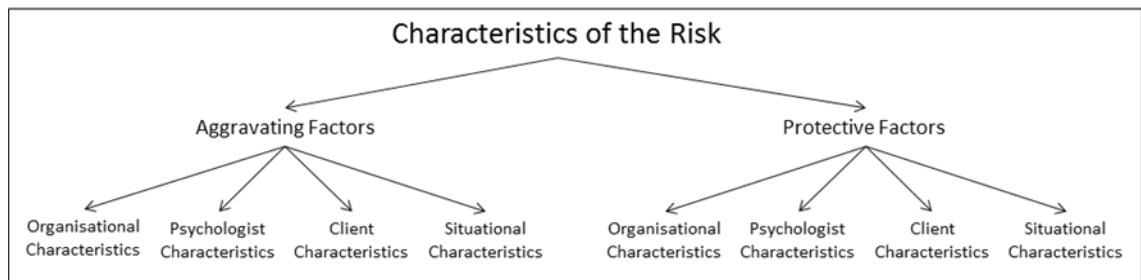 Characteristics of the Risk
Aggravating Factors
Protective Factors
Organisational
Characteristics
Psychologist
Characteristics
Client
Characteristics
Situational
Characteristics
Organisational
Characteristics
Psychologist
Characteristics
Client
Characteristics
Situational
Characteristics